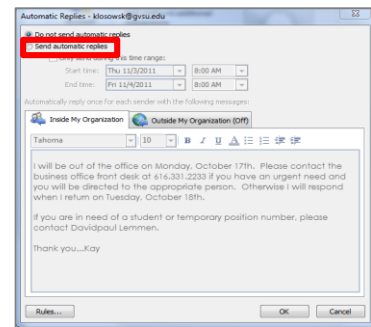 Automatic Replies - klosowsk@gvsu.edu
Do not send automatic replies
Send automatic replies
Only send during this time range:
Start time: Thu 11/3/2011 8:00 AM
End time: Fri 11/4/2011 8:00 AM
Automatically reply once for each sender with the following messages:
Inside My Organization Outside My Organization (Off)
Tahoma 10 B I U A
I will be out of the office on Monday, October 17th. Please contact the
business office front desk at 616.331.2233 if you have an urgent need and
you will be directed to the appropriate person. Otherwise I will respond
when I return on Tuesday, October 18th.
If you are in need of a student or temporary position number, please
contact Davidpaul Lemmen.
Thank you...Kay
Rules... OK Cancel